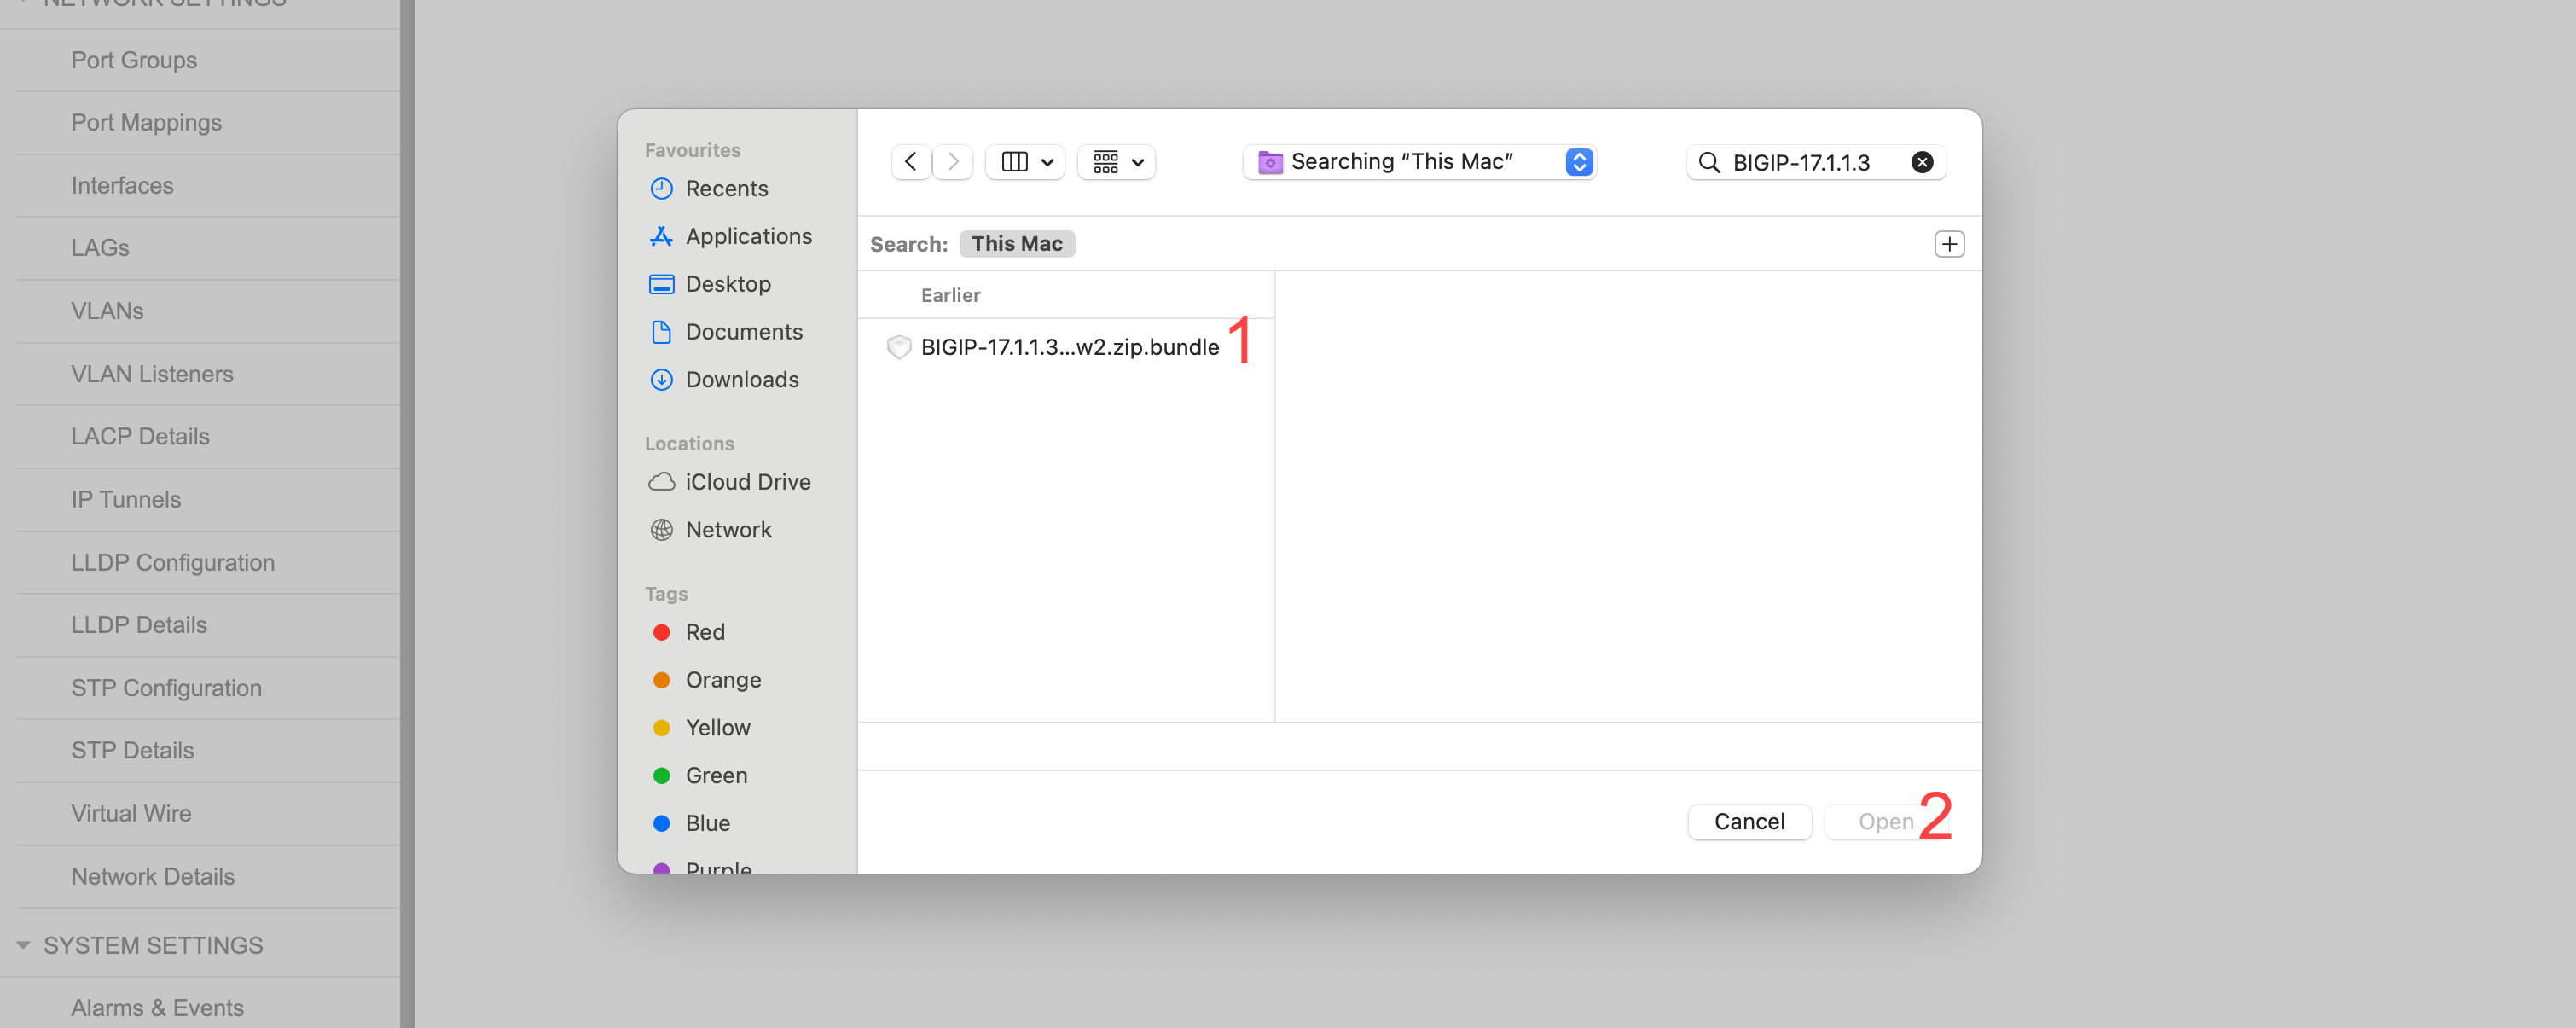 NETWORK SETTINGS
Port Groups
Port Mappings
Interfaces
LAGs
VLANs
VLAN Listeners
LACP Details
IP Tunnels
LLDP Configuration
LLDP Details
STP Configuration
STP Details
Virtual Wire
Network Details
SYSTEM SETTINGS
Alarms & Events
Favourites
Recents
Applications
Desktop
Documents
Downloads
Locations
iCloud Drive
Network
Tags
Red
Orange
Yellow
Green
Blue
Purple
Searching “This Mac”
BIGIP-17.1.1.3
Search: This Mac
Earlier
BIGIP-17.1.1.3...w2.zip.bundle 1
Cancel Open 2